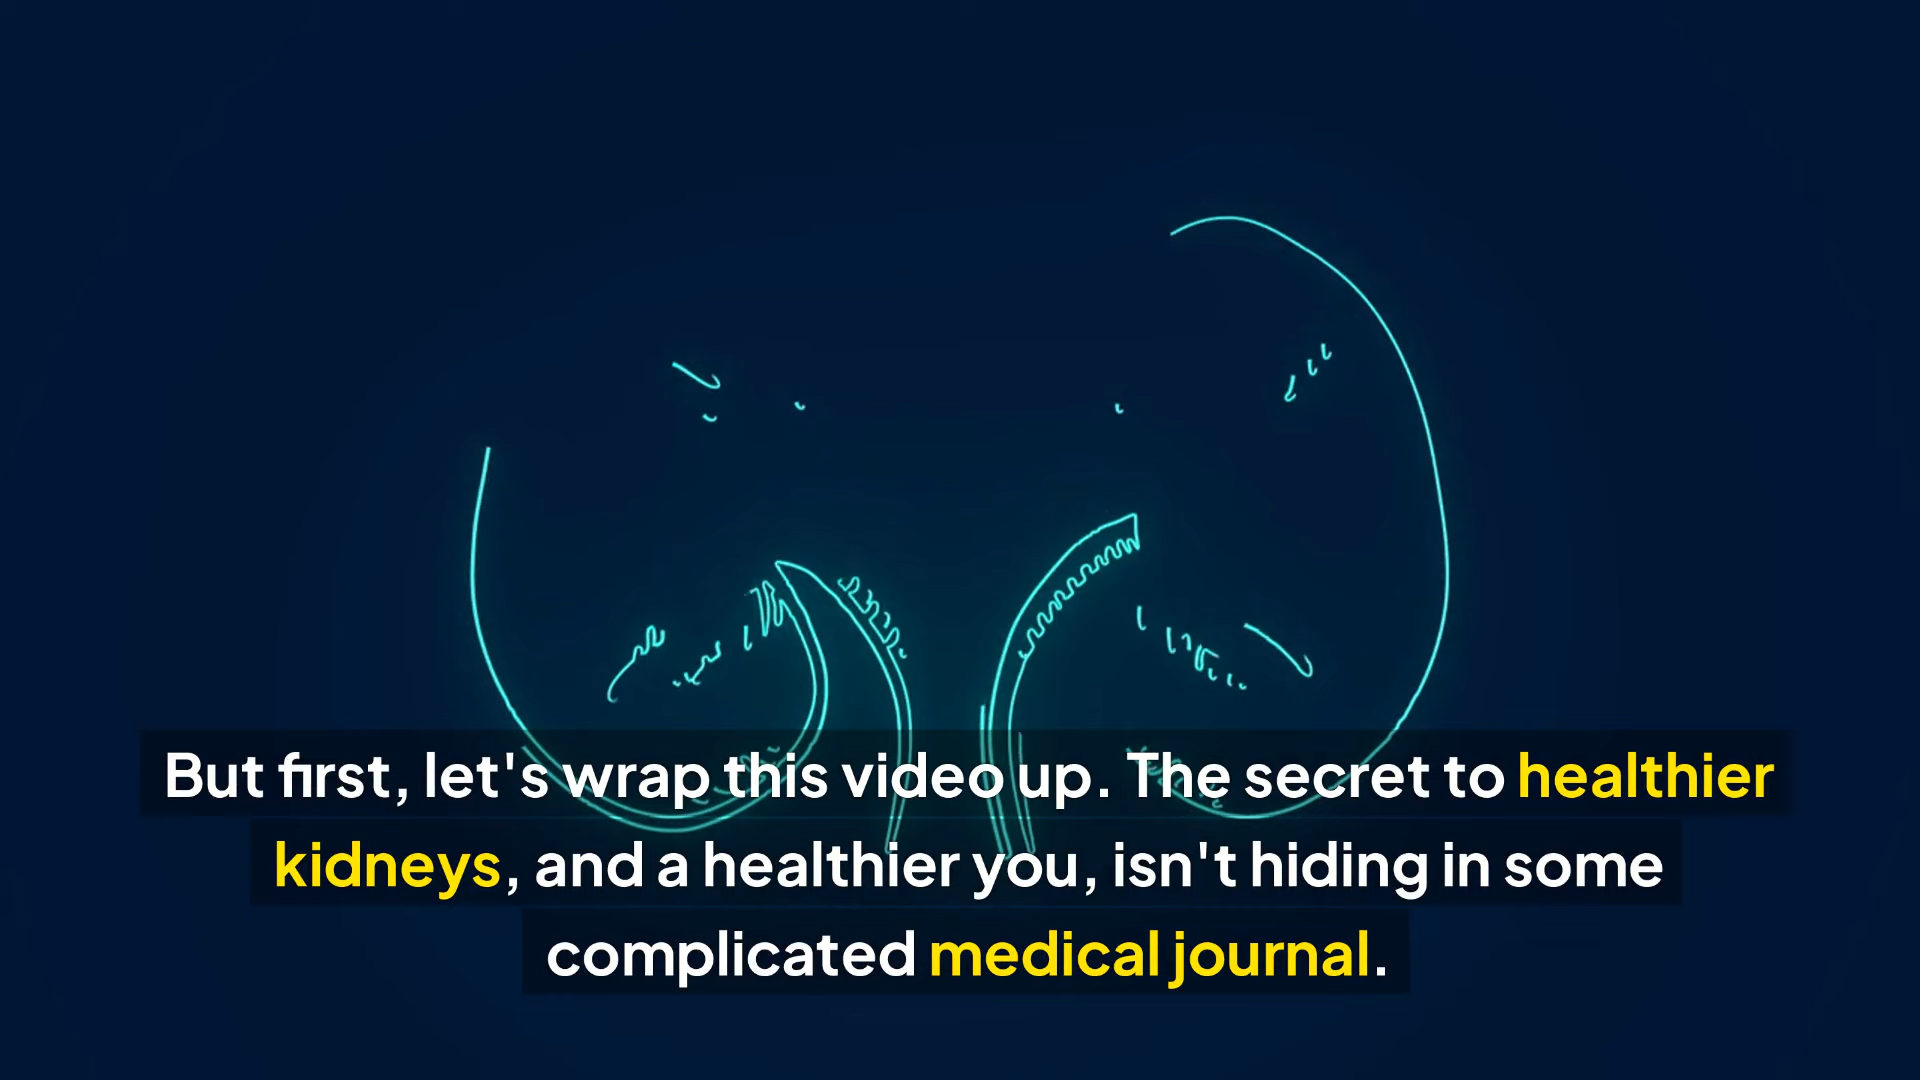 But first, let's wrap this video up. The secret to healthier
kidneys, and a healthier you, isn't hiding in some
complicated medical journal.